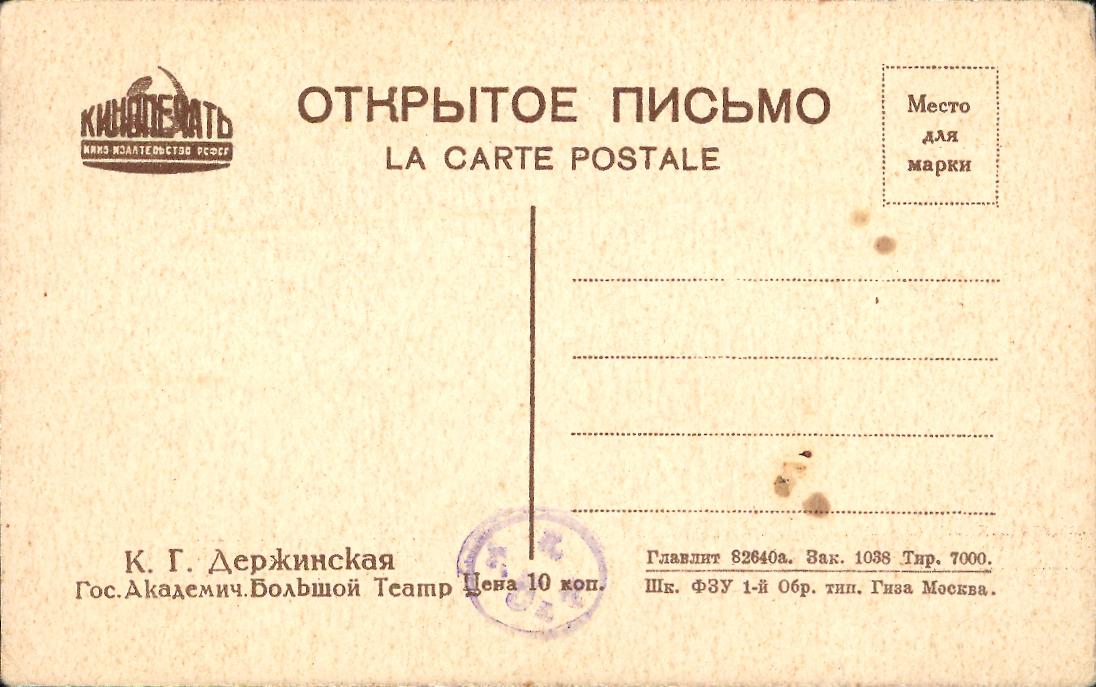 КИНОПЕЧАТЬ
КИНО-ИЗДАТЕЛЬСТВО РСФСР
ОТКРЫТОЕ ПИСЬМО
LA CARTE POSTALE
Место
для
марки
К. Г. Держинская
Гос. Академич. Большой Театр
Цена 10 коп.
Главлит 82640а. Зак. 1038 Тир. 7000.
Шк. ФЗУ 1-й Обр. тип. Гиза Москва.